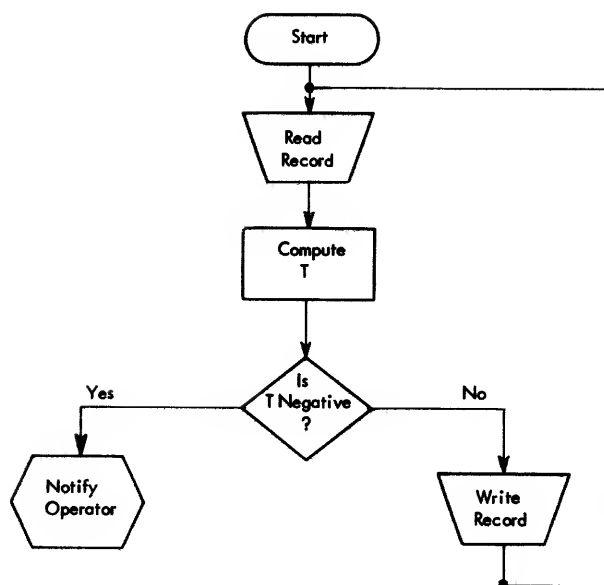 Start
Read
Record
Compute
T
Is
T Negative
?
Yes
No
Notify
Operator
Write
Record